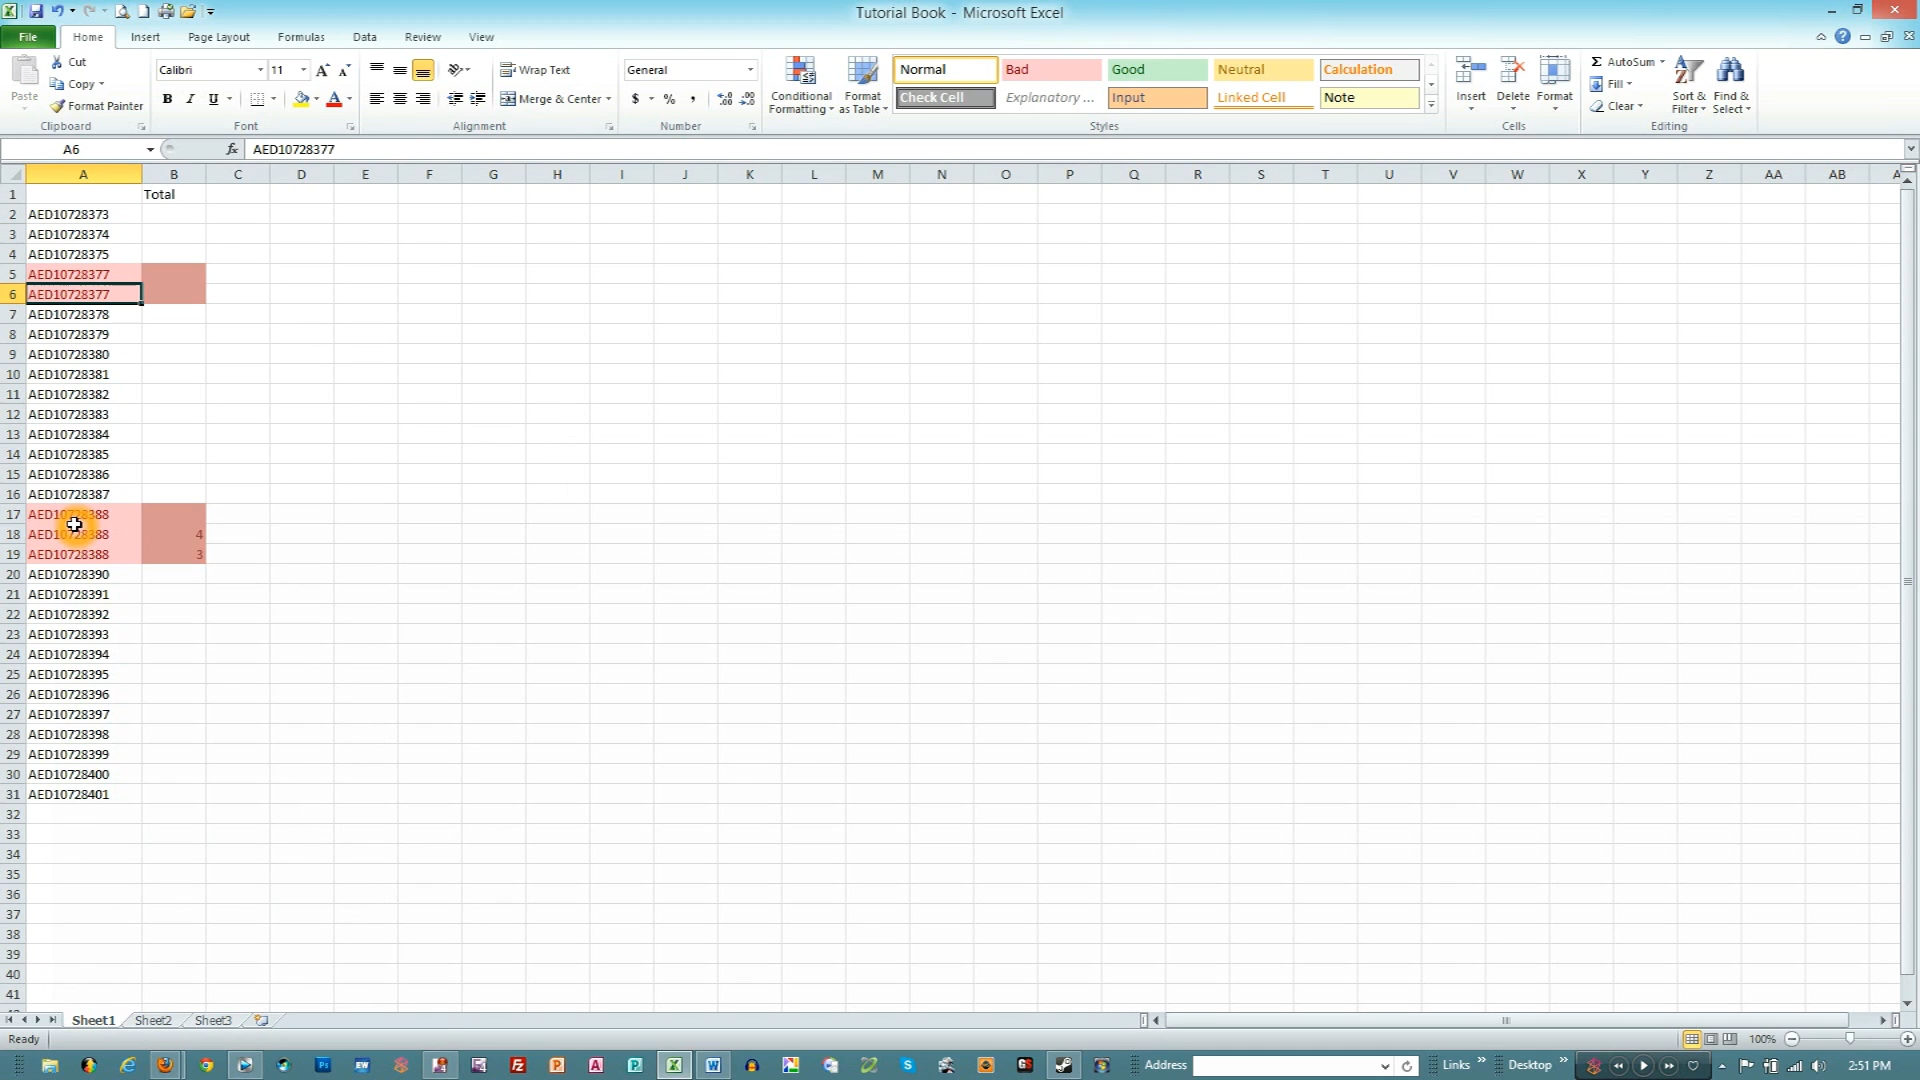 Tutorial Book - Microsoft Excel
File Home Insert Page Layout Formulas Data Review View
Paste Cut Copy Format Painter Clipboard
Calibri 11 A A B I U A Font
Wrap Text Merge & Center Alignment
General $ % , Number
Conditional Formatting Format as Table
Normal Bad Good Neutral Calculation
Check Cell Explanatory ... Input Linked Cell Note
Styles
Insert Delete Format Cells
Σ AutoSum Fill Clear Sort & Filter Find & Select Editing
A6 fx AED10728377
A B C D E F G H I J K L M N O P Q R S T U V W X Y Z AA AB A
1 Total
2 AED10728373
3 AED10728374
4 AED10728375
5 AED10728377
6 AED10728377
7 AED10728378
8 AED10728379
9 AED10728380
10 AED10728381
11 AED10728382
12 AED10728383
13 AED10728384
14 AED10728385
15 AED10728386
16 AED10728387
17 AED10728388
18 AED10728388 4
19 AED10728388 3
20 AED10728390
21 AED10728391
22 AED10728392
23 AED10728393
24 AED10728394
25 AED10728395
26 AED10728396
27 AED10728397
28 AED10728398
29 AED10728399
30 AED10728400
31 AED10728401
32
33
34
35
36
37
38
39
40
41
Sheet1 Sheet2 Sheet3
Ready 100%
Address Links » Desktop » 2:51 PM